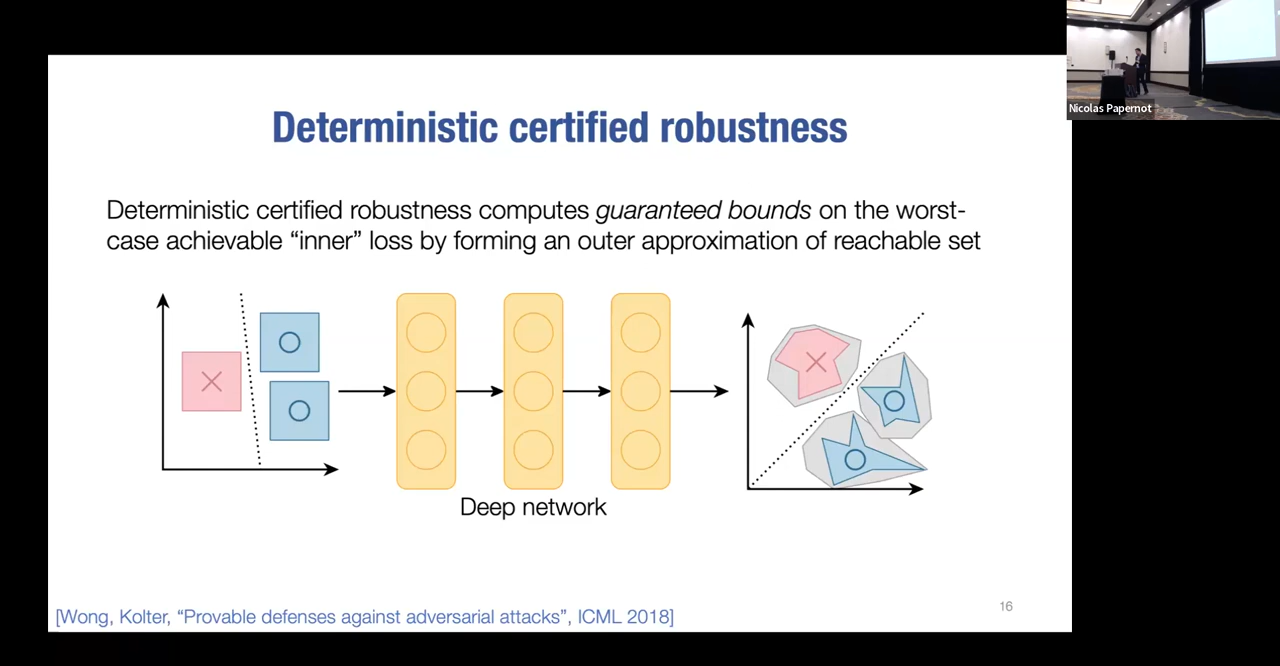 Nicolas Papernot
Deterministic certified robustness
Deterministic certified robustness computes guaranteed bounds on the worst-
case achievable “inner” loss by forming an outer approximation of reachable set
Deep network
16
[Wong, Kolter, “Provable defenses against adversarial attacks”, ICML 2018]